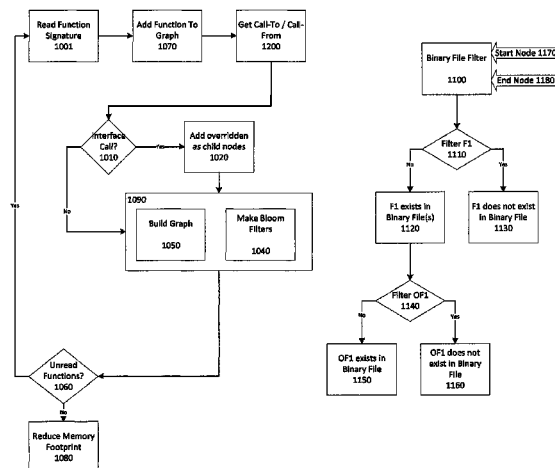 Read Function
Signature
1001
Add Function To
Graph
1070
Get Call-To / Call-
From
1200
Interface
Call?
1010
Yes
Add overridden
as child nodes
1020
No
1090
Build Graph
1050
Make Bloom
Filters
1040
Yes
Unread
Functions?
1060
No
Reduce Memory
Footprint
1080
Binary File Filter
1100
Start Node 1170
End Node 1180
Filter F1
1110
No
Yes
F1 exists in
Binary File(s)
1120
F1 does not exist
in Binary File
1130
Filter OF1
1140
No
Yes
OF1 exists in
Binary File
1150
OF1 does not
exist in Binary
File
1160